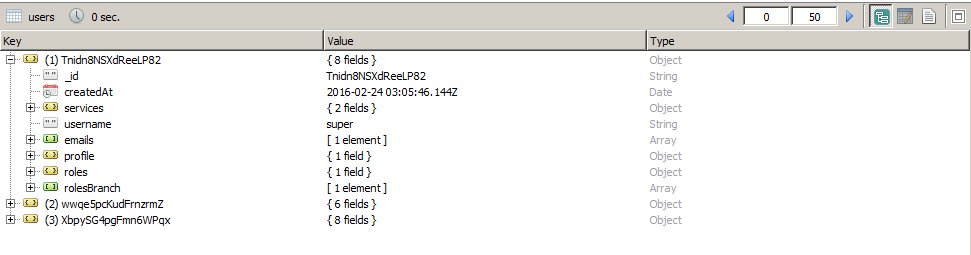 users 0 sec. 0 50
Key Value Type
(1) Tnidn8NSXdReeLP82 { 8 fields } Object
_id Tnidn8NSXdReeLP82 String
createdAt 2016-02-24 03:05:46.144Z Date
services { 2 fields } Object
username super String
emails [ 1 element ] Array
profile { 1 field } Object
roles { 1 field } Object
rolesBranch [ 1 element ] Array
(2) wwqe5pcKudFrnzrmZ { 6 fields } Object
(3) XbpySG4pgFmn6WPqx { 8 fields } Object